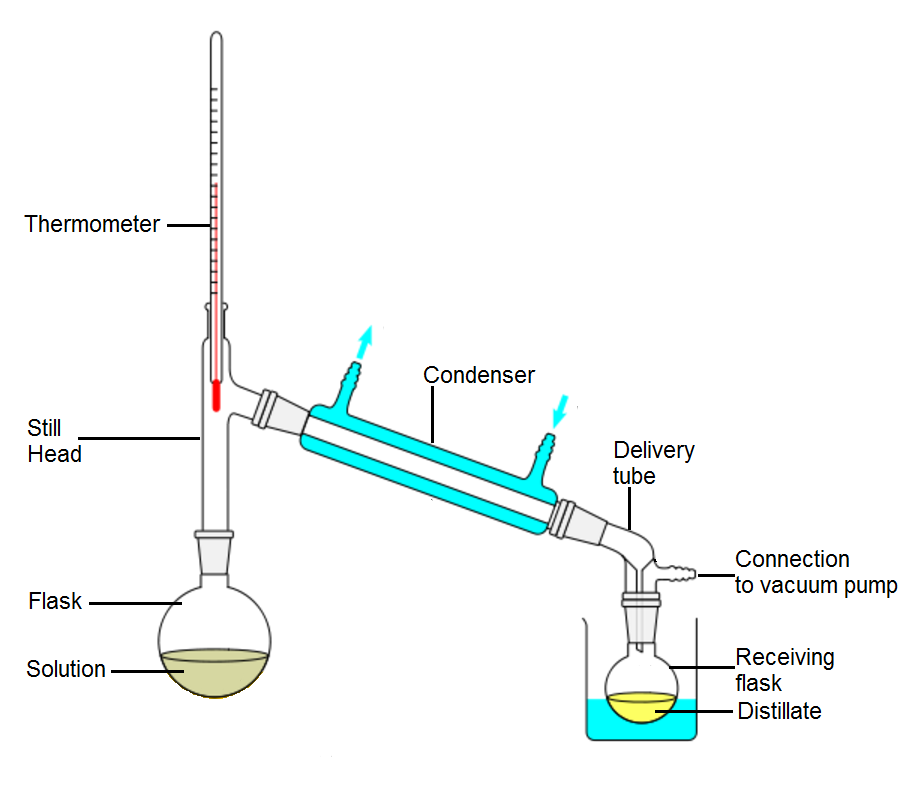 Thermometer
Condenser
Still
Head
Delivery
tube
Connection
to vacuum pump
Flask
Solution
Receiving
flask
Distillate